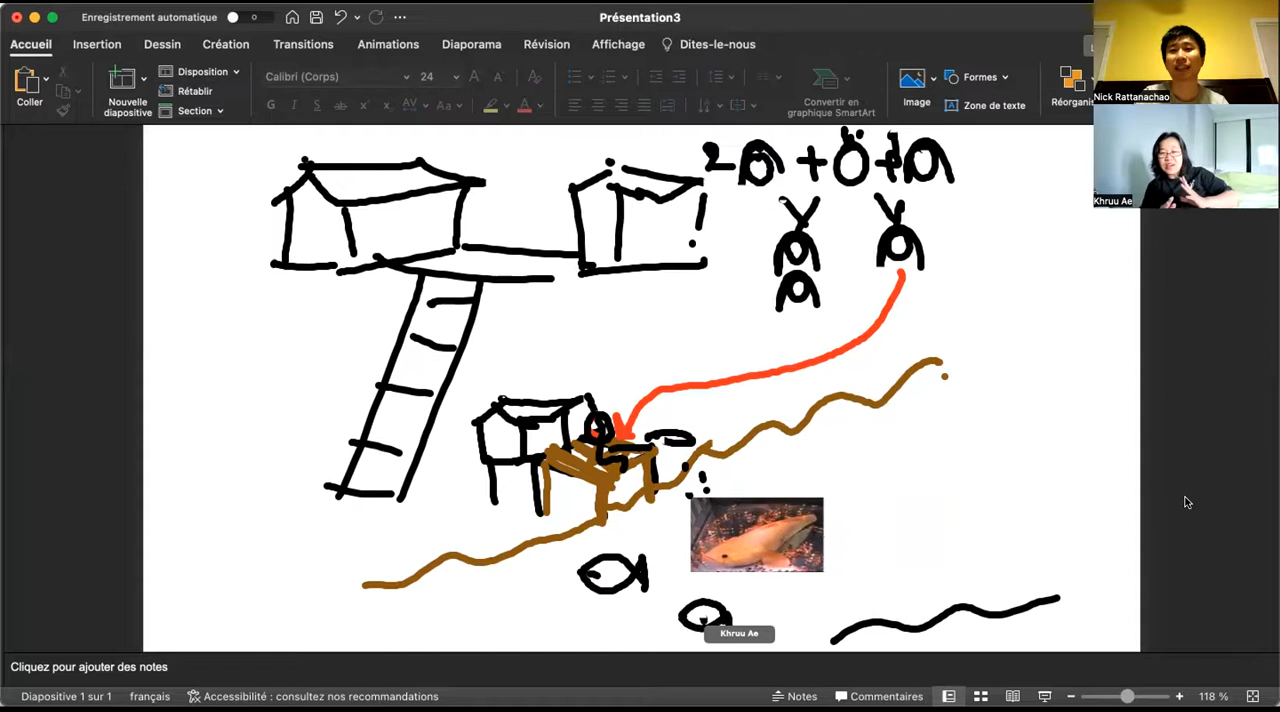 Enregistrement automatique
Présentation3
Accueil Insertion Dessin Création Transitions Animations Diaporama Révision Affichage Dites-le-nous
Coller
Nouvelle diapositive
Disposition
Rétablir
Section
Calibri (Corps) 24
Convertir en graphique SmartArt
Image
Formes
Zone de texte
Réorganis
Nick Rattanachao
Khruu Ae
2
+
+
Khruu Ae
Cliquez pour ajouter des notes
Diapositive 1 sur 1 français Accessibilité : consultez nos recommandations Notes Commentaires 118 %